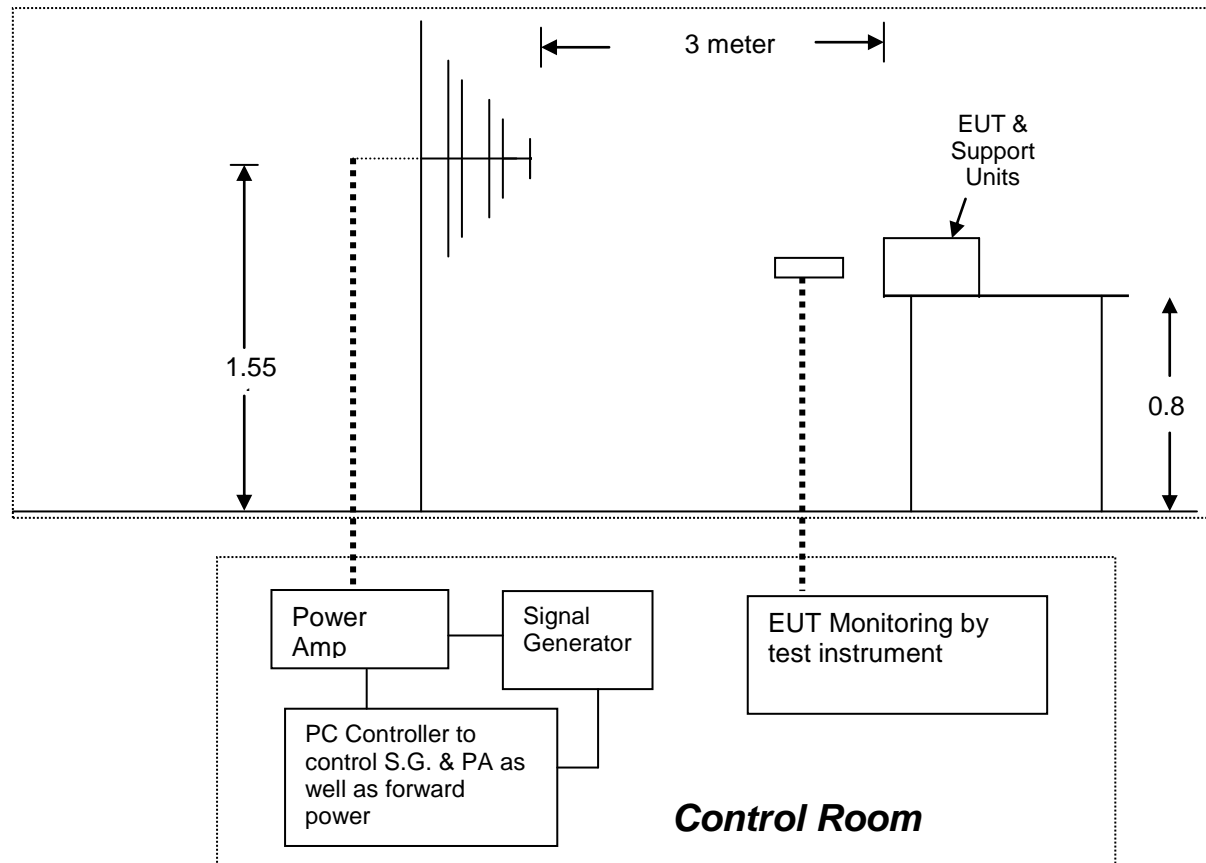 3 meter
EUT &
Support
Units
1.55
0.8
Power
Amp
Signal
Generator
EUT Monitoring by
test instrument
PC Controller to
control S.G. & PA as
well as forward
power
Control Room